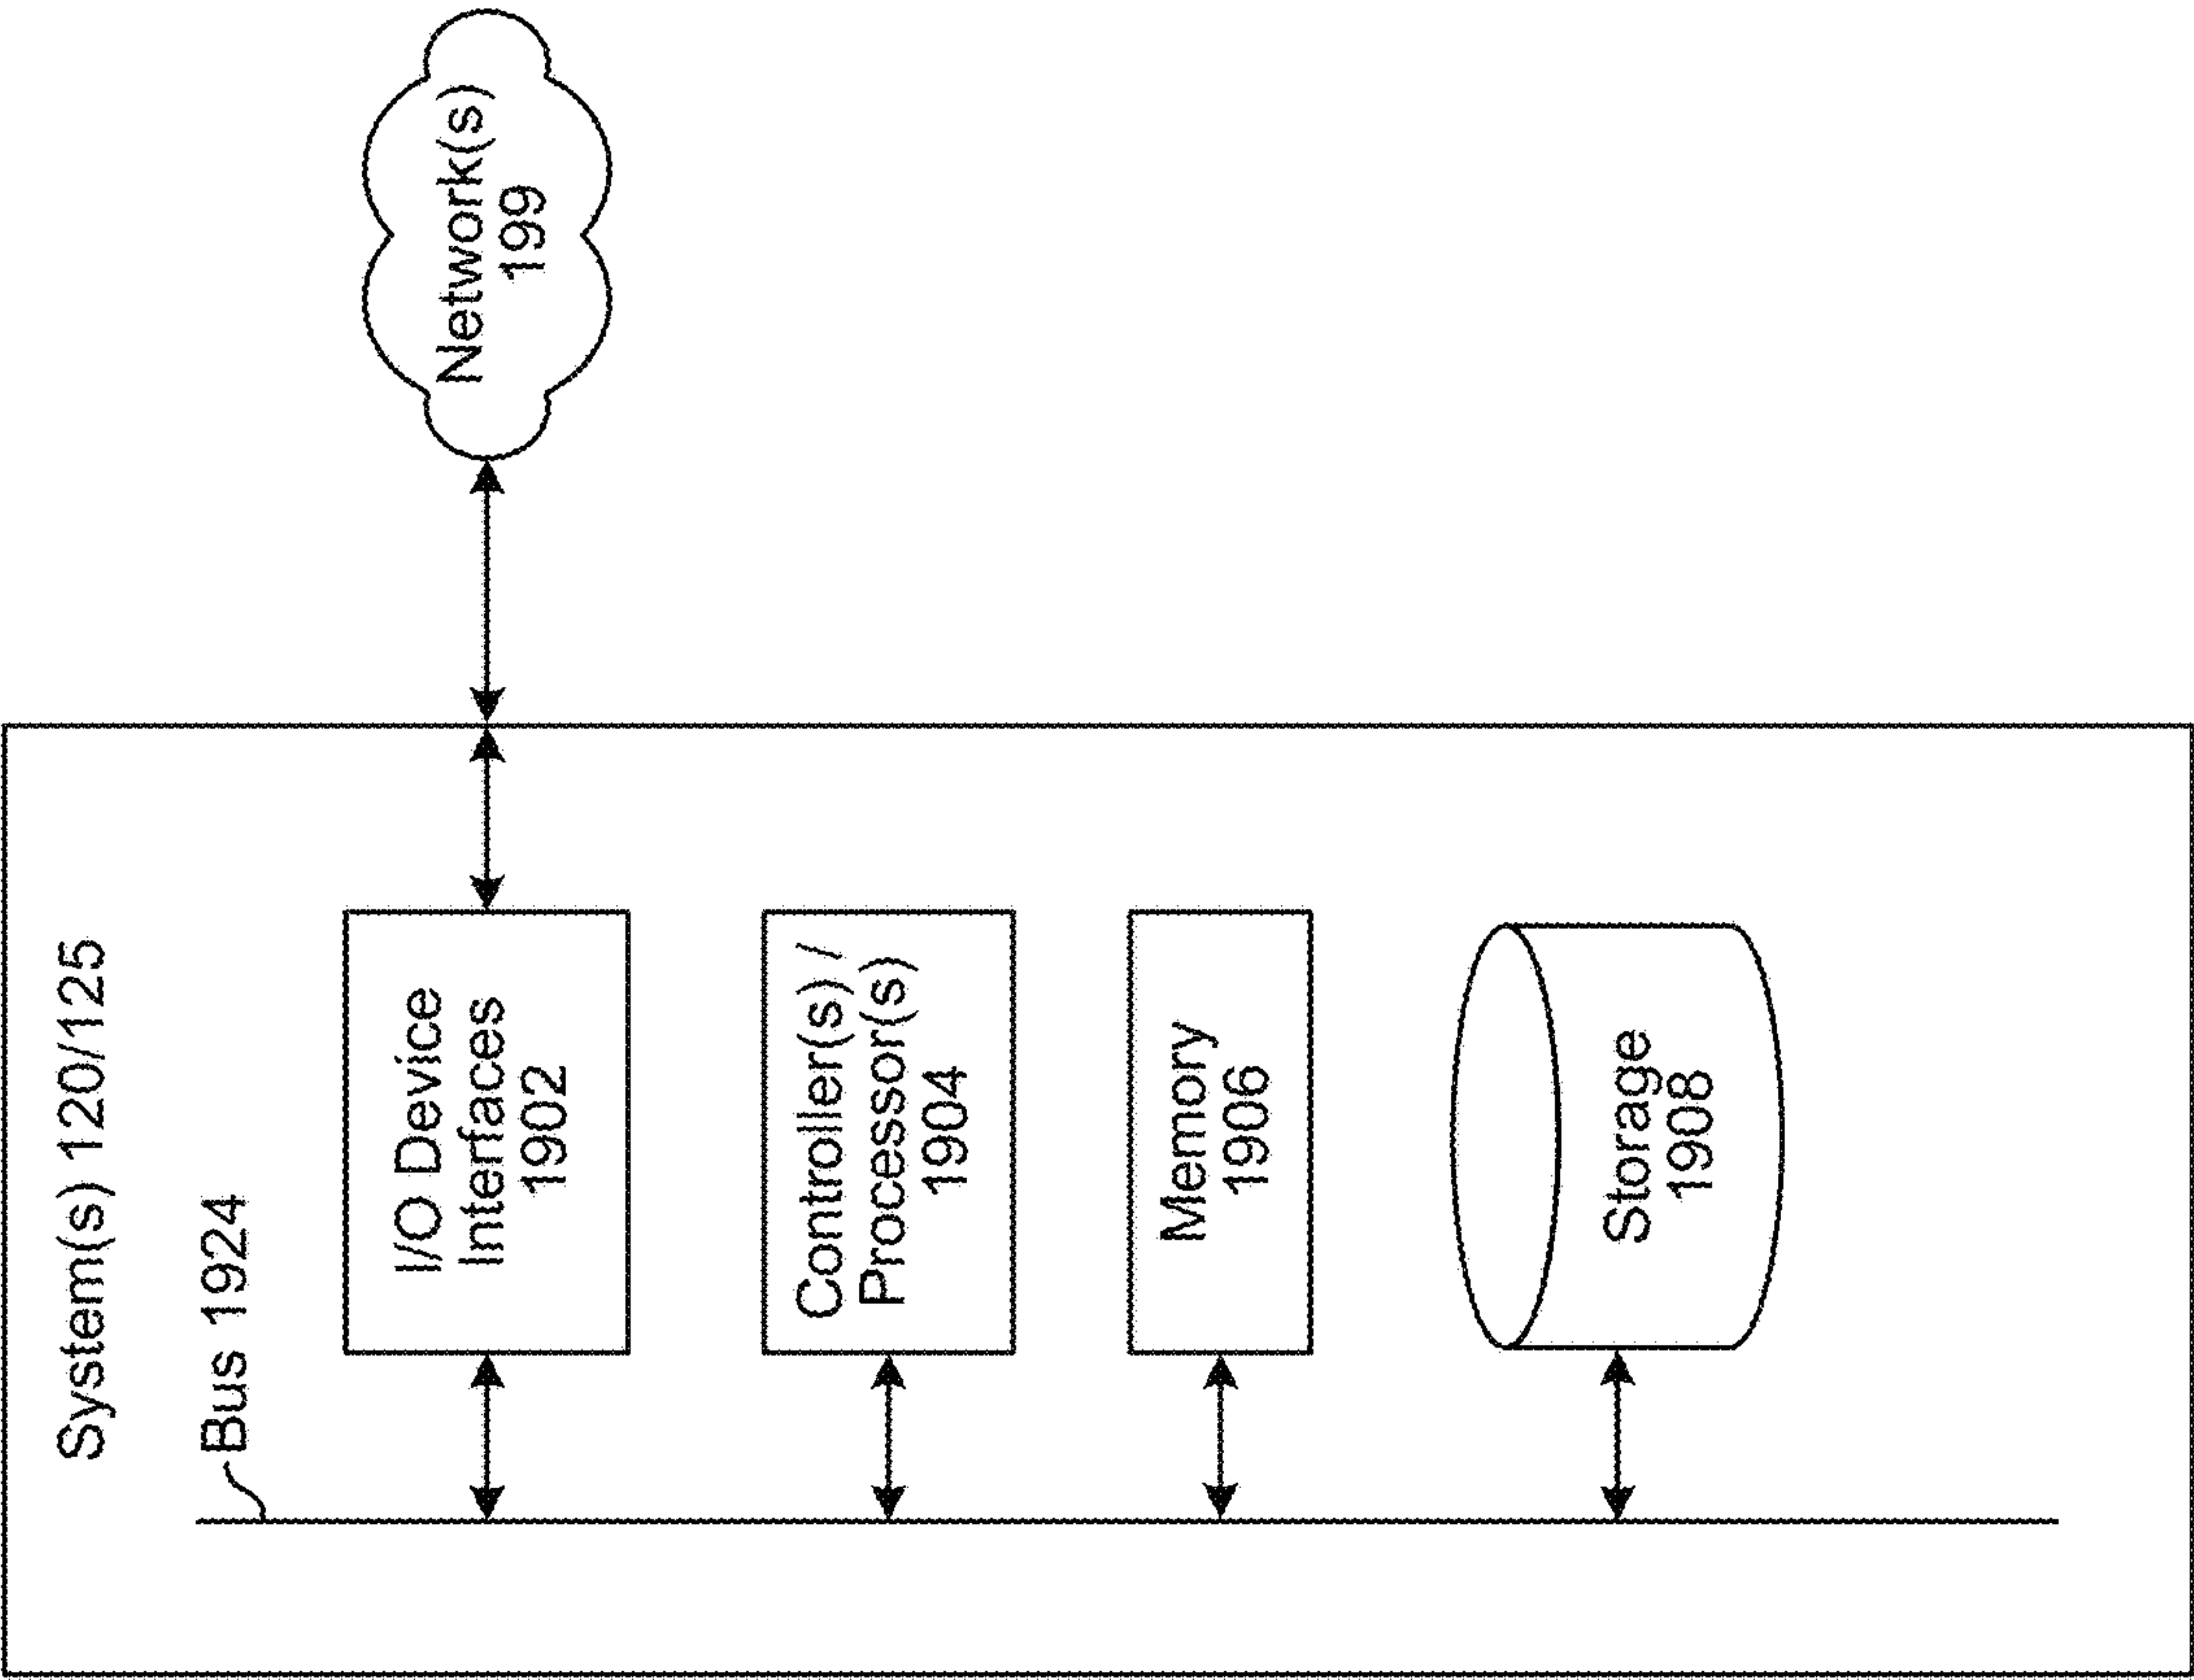 System(s) 120/125
Bus 1924
I/O Device
Interfaces
1902
Network(s)
199
Controller(s) /
Processor(s)
1904
Memory
1906
Storage
1908